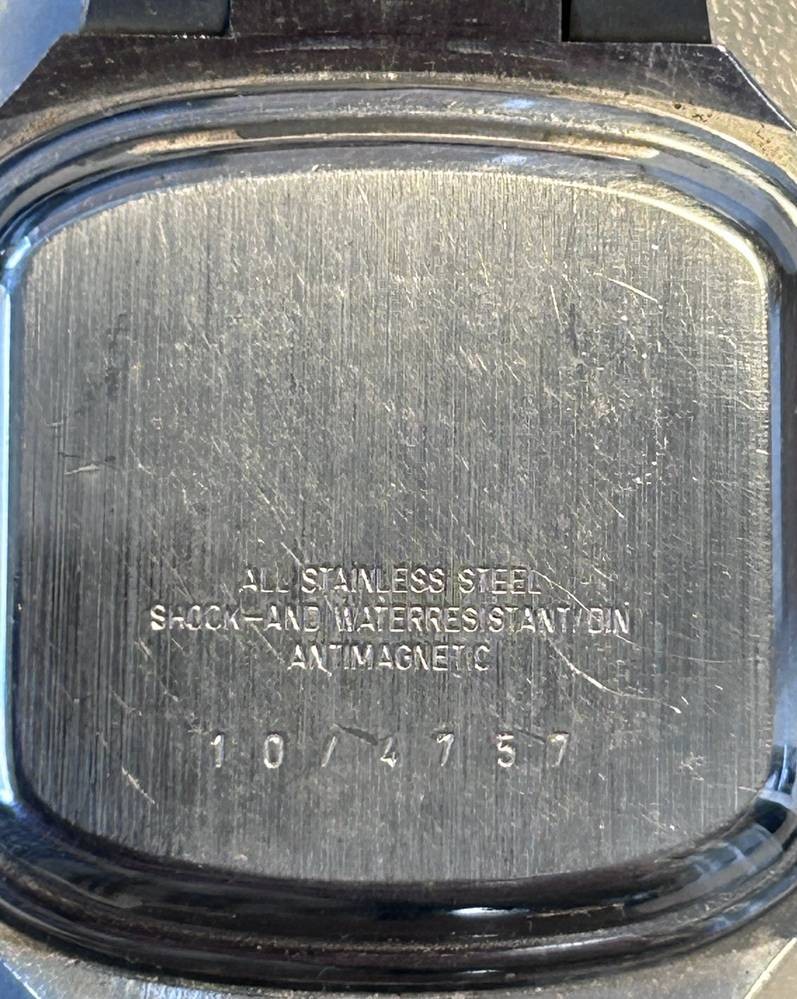 ALL STAINLESS STEEL
SHOCK-AND WATERRESISTANT/DIN
ANTIMAGNETIC
10/4757